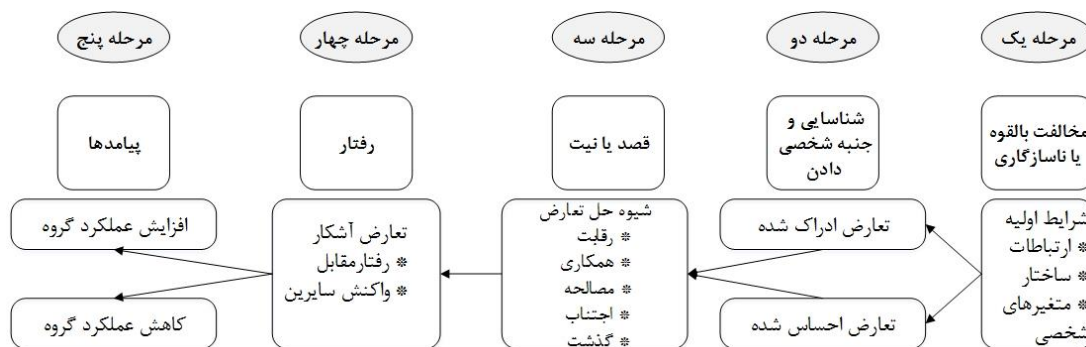 مرحله یک
مرحله دو
مرحله سه
مرحله چهار
مرحله پنج
مخالفت بالقوه
یا ناسازگاری
شناسایی و
جنبه شخصی
دادن
قصد یا نیت
رفتار
پیامدها
شرایط اولیه
* ارتباطات
* ساختار
* متغیرهای
شخصی
تعارض ادراک شده
تعارض احساس شده
شیوه حل تعارض
* رقابت
* همکاری
* مصالحه
* اجتناب
* گذشت
تعارض آشکار
* رفتارمقابل
* واکنش سایرین
افزایش عملکرد گروه
کاهش عملکرد گروه